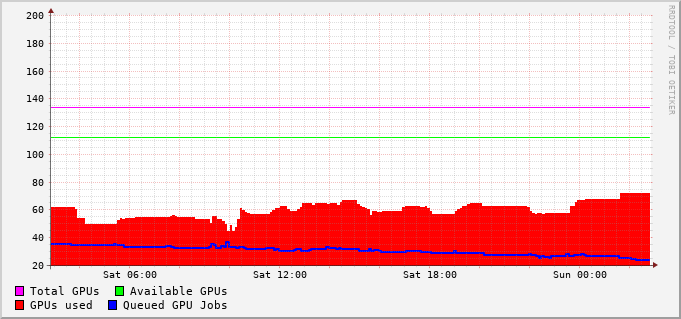 RRDTOOL / TOBI OETIKER
200
180
160
140
120
100
80
60
40
20
Sat 06:00 Sat 12:00 Sat 18:00 Sun 00:00
Total GPUs Available GPUs
GPUs used Queued GPU Jobs